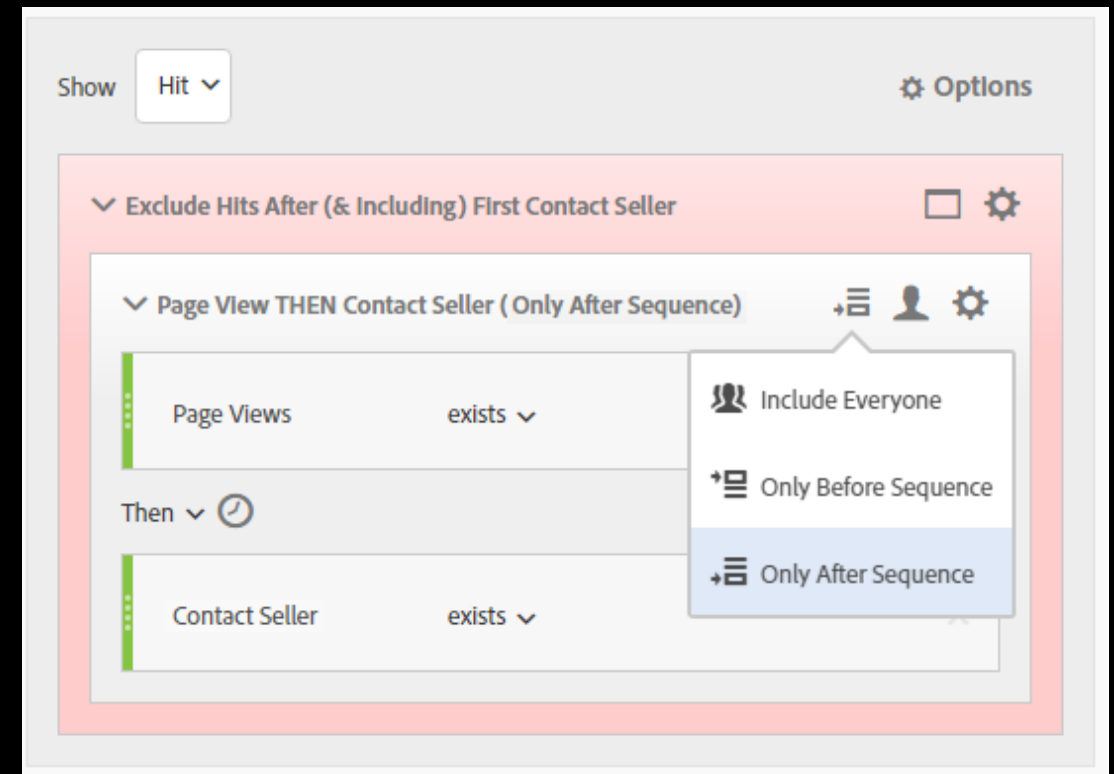 Show Hit Options
Exclude Hits After (& Including) First Contact Seller
Page View THEN Contact Seller (Only After Sequence)
Page Views exists
Include Everyone
Only Before Sequence
Then
Only After Sequence
Contact Seller exists